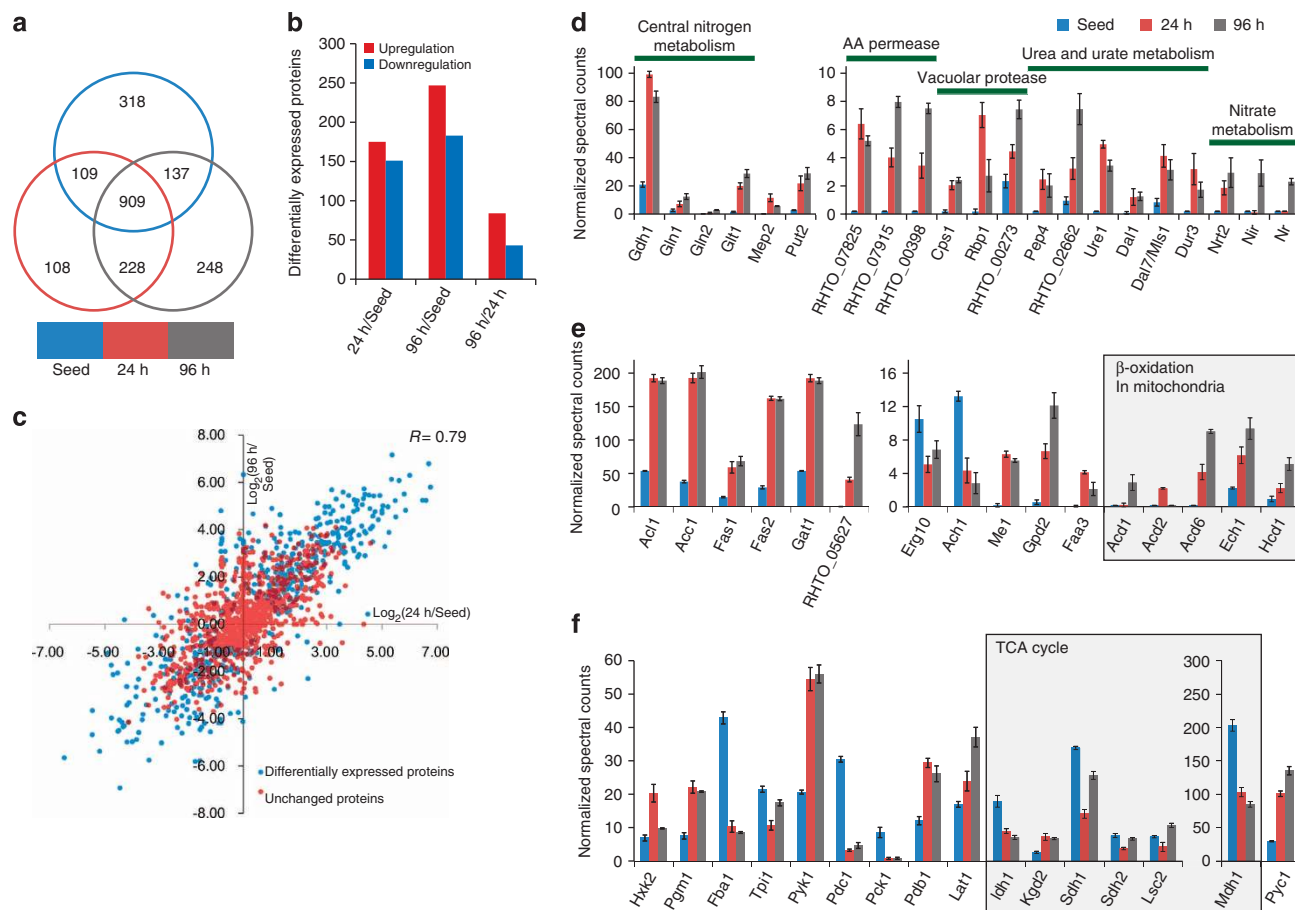 a
318
109
137
909
108
228
248
Seed
24 h
96 h
b
Differentially expressed proteins
300
250
200
150
100
50
0
Upregulation
Downregulation
24 h/Seed
96 h/Seed
96 h/24 h
c
R= 0.79
Log2(96 h/
Seed)
8.00
6.00
4.00
2.00
0.00
-2.00
-4.00
-6.00
-8.00
Log2(24 h/Seed)
-7.00
-5.00
-3.00
-1.00
1.00
3.00
5.00
7.00
Differentially expressed proteins
Unchanged proteins
d
Seed
24 h
96 h
Central nitrogen
metabolism
AA permease
Vacuolar protease
Urea and urate metabolism
Nitrate
metabolism
Normalized spectral counts
100
80
60
40
20
0
Gdh1
Gln1
Gln2
Glt1
Mep2
Put2
10
8
6
4
2
0
RHTO_07825
RHTO_07915
RHTO_00398
Cps1
Rbp1
RHTO_00273
Pep4
RHTO_02662
Ure1
Dal1
Dal7/Mls1
Dur3
Nrt2
Nir
Nr
e
Normalized spectral counts
200
150
100
50
0
Acl1
Acc1
Fas1
Fas2
Gat1
RHTO_05627
16
12
8
4
0
Erg10
Ach1
Me1
Gpd2
Faa3
β-oxidation
In mitochondria
Acd1
Acd2
Acd6
Ech1
Hcd1
f
Normalized spectral counts
60
50
40
30
20
10
0
Hxk2
Pgm1
Fba1
Tpi1
Pyk1
Pdc1
Pck1
Pdb1
Lat1
TCA cycle
Idh1
Kgd2
Sdh1
Sdh2
Lsc2
300
250
200
150
100
50
0
Mdh1
Pyc1